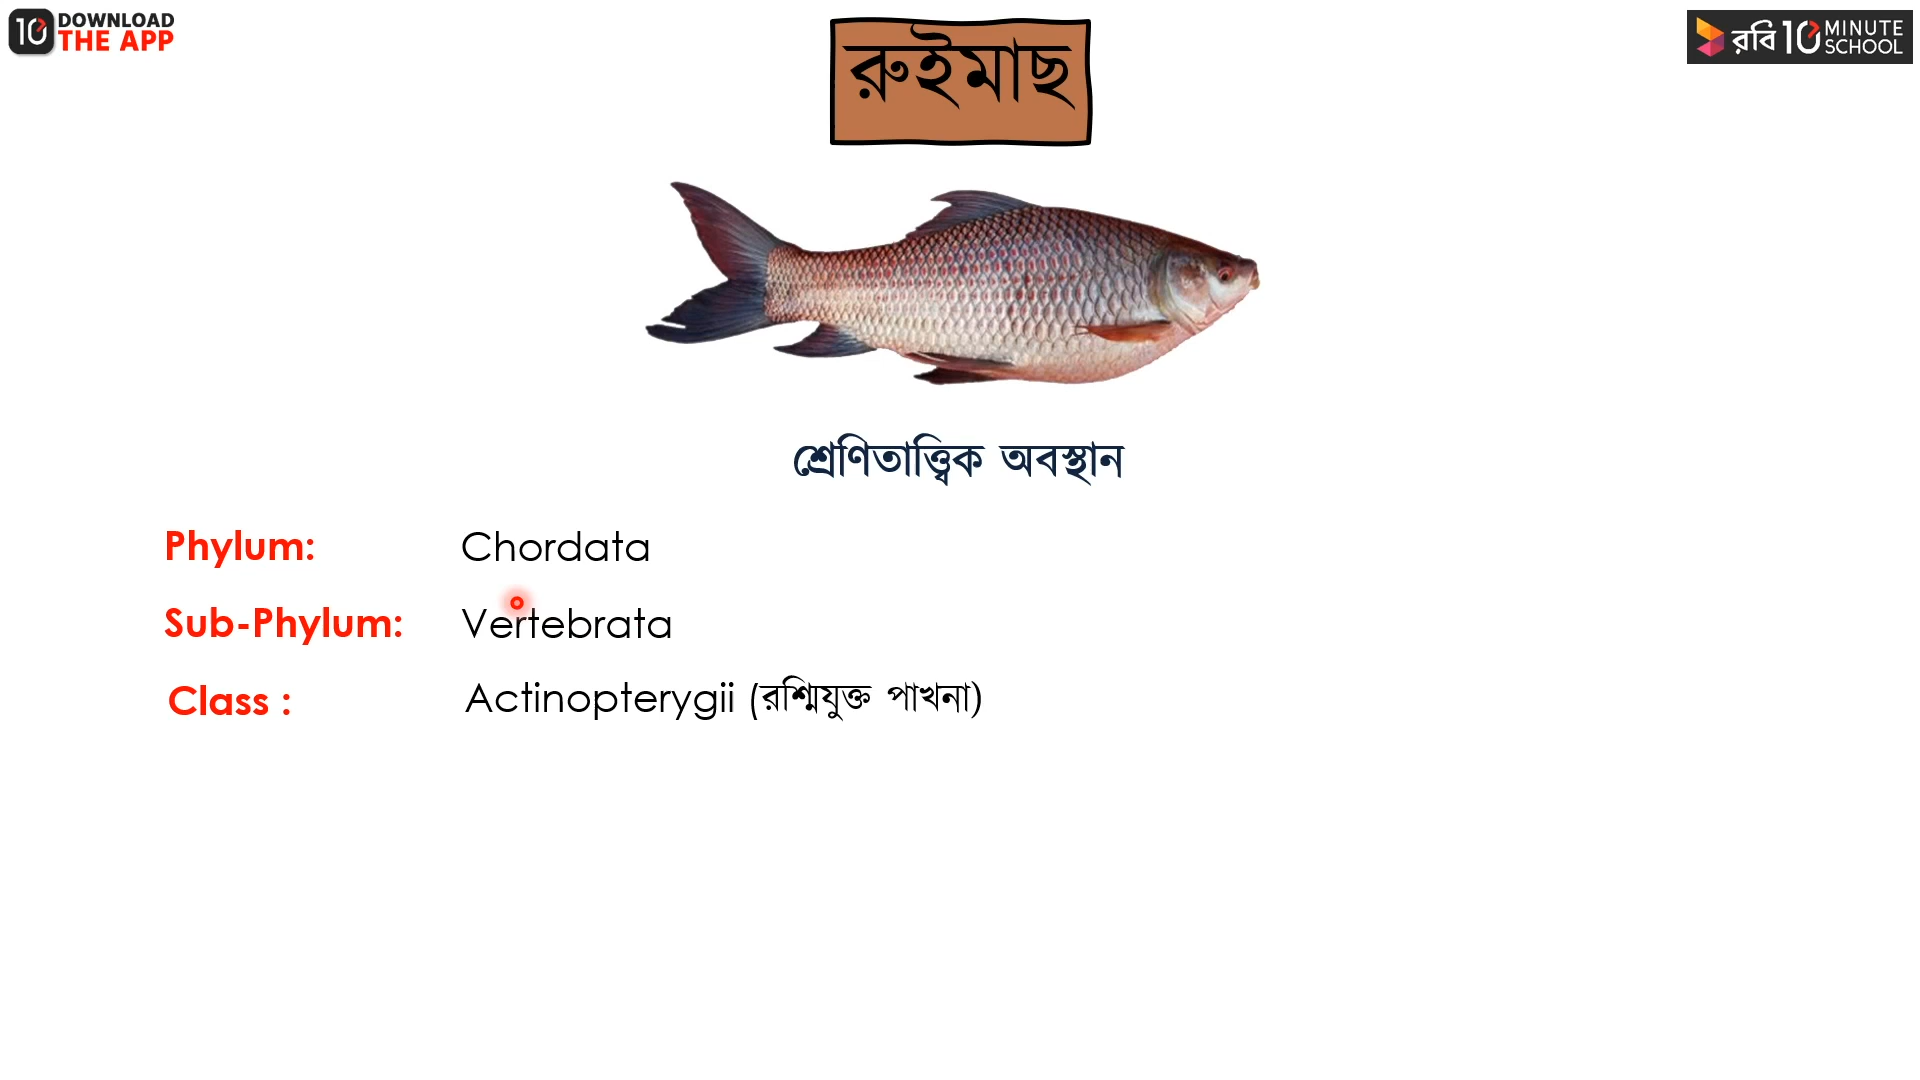 10 DOWNLOAD
THE APP
রুইমাছ
রবি 10 MINUTE
SCHOOL
শ্রেণিতাত্ত্বিক অবস্থান
Phylum: Chordata
Sub-Phylum: Vertebrata
Class : Actinopterygii (রশ্মিযুক্ত পাখনা)